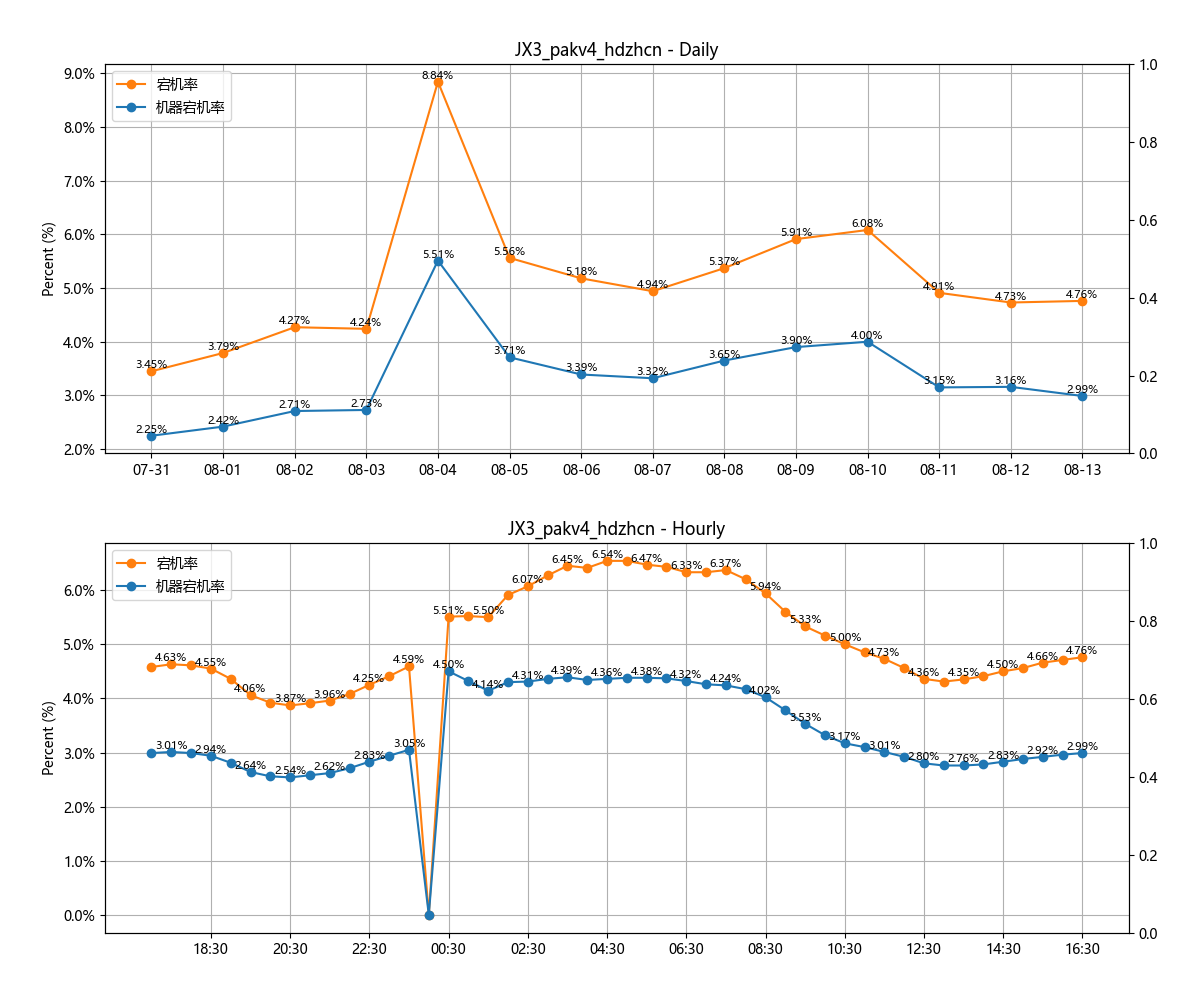 JX3_pakv4_hdzhcn - Daily
宕机率
机器宕机率
Percent (%)
9.0%
8.0%
7.0%
6.0%
5.0%
4.0%
3.0%
2.0%
1.0
0.8
0.6
0.4
0.2
0.0
3.45% 3.79% 4.27% 4.24% 8.84% 5.56% 5.18% 4.94% 5.37% 5.91% 6.08% 4.91% 4.73% 4.76%
2.25% 2.42% 2.71% 2.73% 5.51% 3.71% 3.39% 3.32% 3.65% 3.90% 4.00% 3.15% 3.16% 2.99%
07-31 08-01 08-02 08-03 08-04 08-05 08-06 08-07 08-08 08-09 08-10 08-11 08-12 08-13
JX3_pakv4_hdzhcn - Hourly
宕机率
机器宕机率
Percent (%)
6.0%
5.0%
4.0%
3.0%
2.0%
1.0%
0.0%
1.0
0.8
0.6
0.4
0.2
0.0
4.63% 4.55% 4.06% 3.87% 3.96% 4.25% 4.59% 5.51% 5.50% 6.07% 6.45% 6.54% 6.47% 6.33% 6.37% 5.94% 5.33% 5.00% 4.73% 4.36% 4.35% 4.50% 4.66% 4.76%
3.01% 2.94% 2.64% 2.54% 2.62% 2.83% 3.05% 4.50% 4.14% 4.31% 4.39% 4.36% 4.38% 4.32% 4.24% 4.02% 3.53% 3.17% 3.01% 2.80% 2.76% 2.83% 2.92% 2.99%
18:30 20:30 22:30 00:30 02:30 04:30 06:30 08:30 10:30 12:30 14:30 16:30